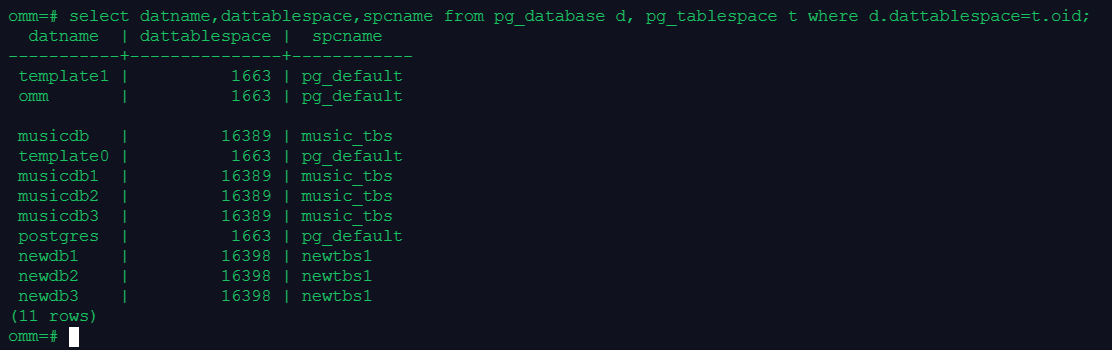 omm=# select datname,dattablespace,spcname from pg_database d, pg_tablespace t where d.dattablespace=t.oid;
  datname  | dattablespace |  spcname
-----------+---------------+------------
 template1 |          1663 | pg_default
 omm       |          1663 | pg_default

 musicdb   |         16389 | music_tbs
 template0 |          1663 | pg_default
 musicdb1  |         16389 | music_tbs
 musicdb2  |         16389 | music_tbs
 musicdb3  |         16389 | music_tbs
 postgres  |          1663 | pg_default
 newdb1    |         16398 | newtbs1
 newdb2    |         16398 | newtbs1
 newdb3    |         16398 | newtbs1
(11 rows)
omm=#